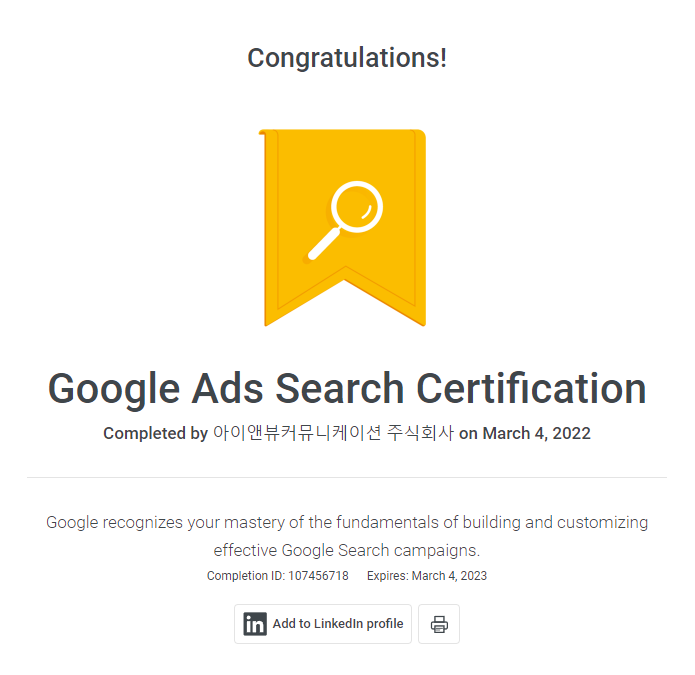 Congratulations!
Google Ads Search Certification
Completed by 아이앤뷰커뮤니케이션 주식회사 on March 4, 2022
Google recognizes your mastery of the fundamentals of building and customizing
effective Google Search campaigns.
Completion ID: 107456718 Expires: March 4, 2023
in Add to LinkedIn profile